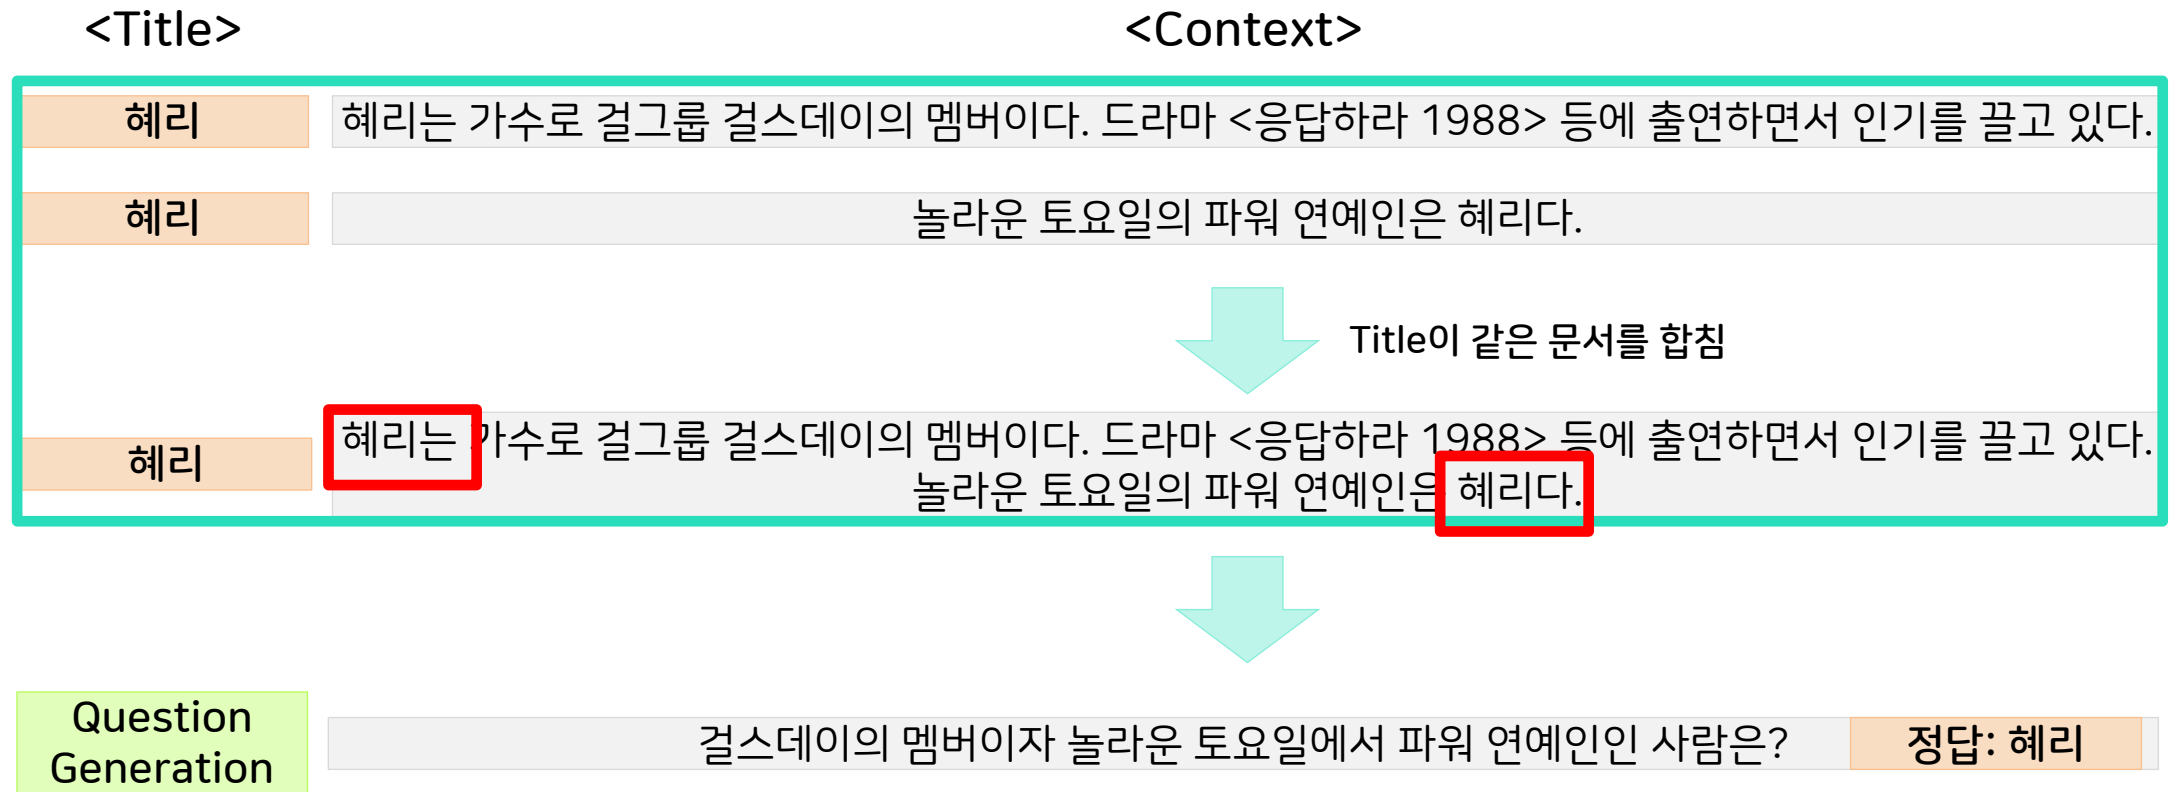 <Title>
<Context>
혜리
혜리는 가수로 걸그룹 걸스데이의 멤버이다. 드라마 <응답하라 1988> 등에 출연하면서 인기를 끌고 있다.
혜리
놀라운 토요일의 파워 연예인은 혜리다.
Title이 같은 문서를 합침
혜리
혜리는 가수로 걸그룹 걸스데이의 멤버이다. 드라마 <응답하라 1988> 등에 출연하면서 인기를 끌고 있다.
놀라운 토요일의 파워 연예인은 혜리다.
Question
Generation
걸스데이의 멤버이자 놀라운 토요일에서 파워 연예인인 사람은?
정답: 혜리